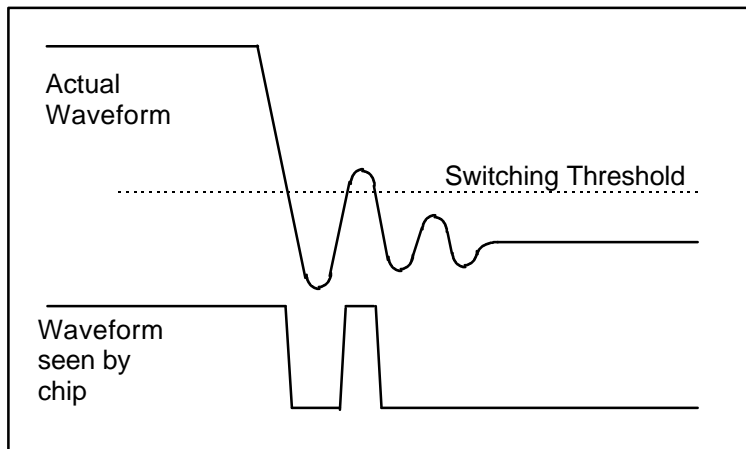 Actual
Waveform
Switching Threshold
Waveform
seen by
chip